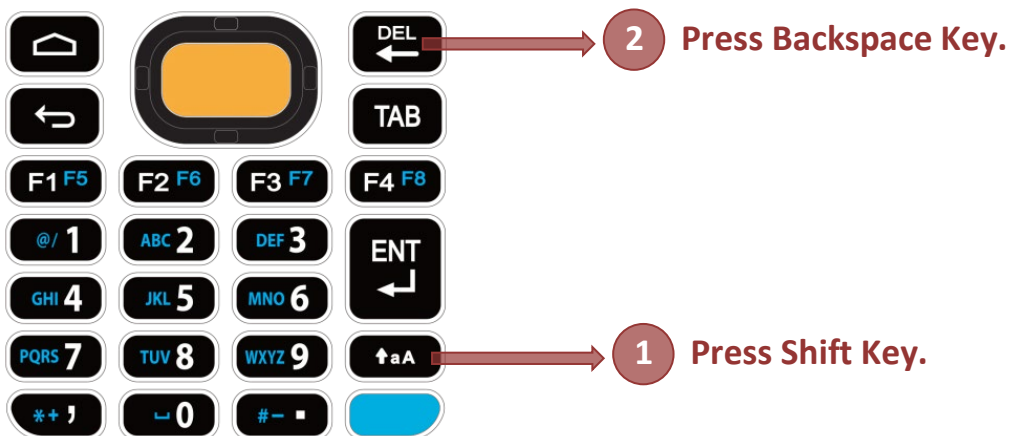 DEL
2 Press Backspace Key.
TAB
F1 F5 F2 F6 F3 F7 F4 F8
@/ 1 ABC 2 DEF 3
ENT
GHI 4 JKL 5 MNO 6
PQRS 7 TUV 8 WXYZ 9 aA
1 Press Shift Key.
*+ , 0 #- .